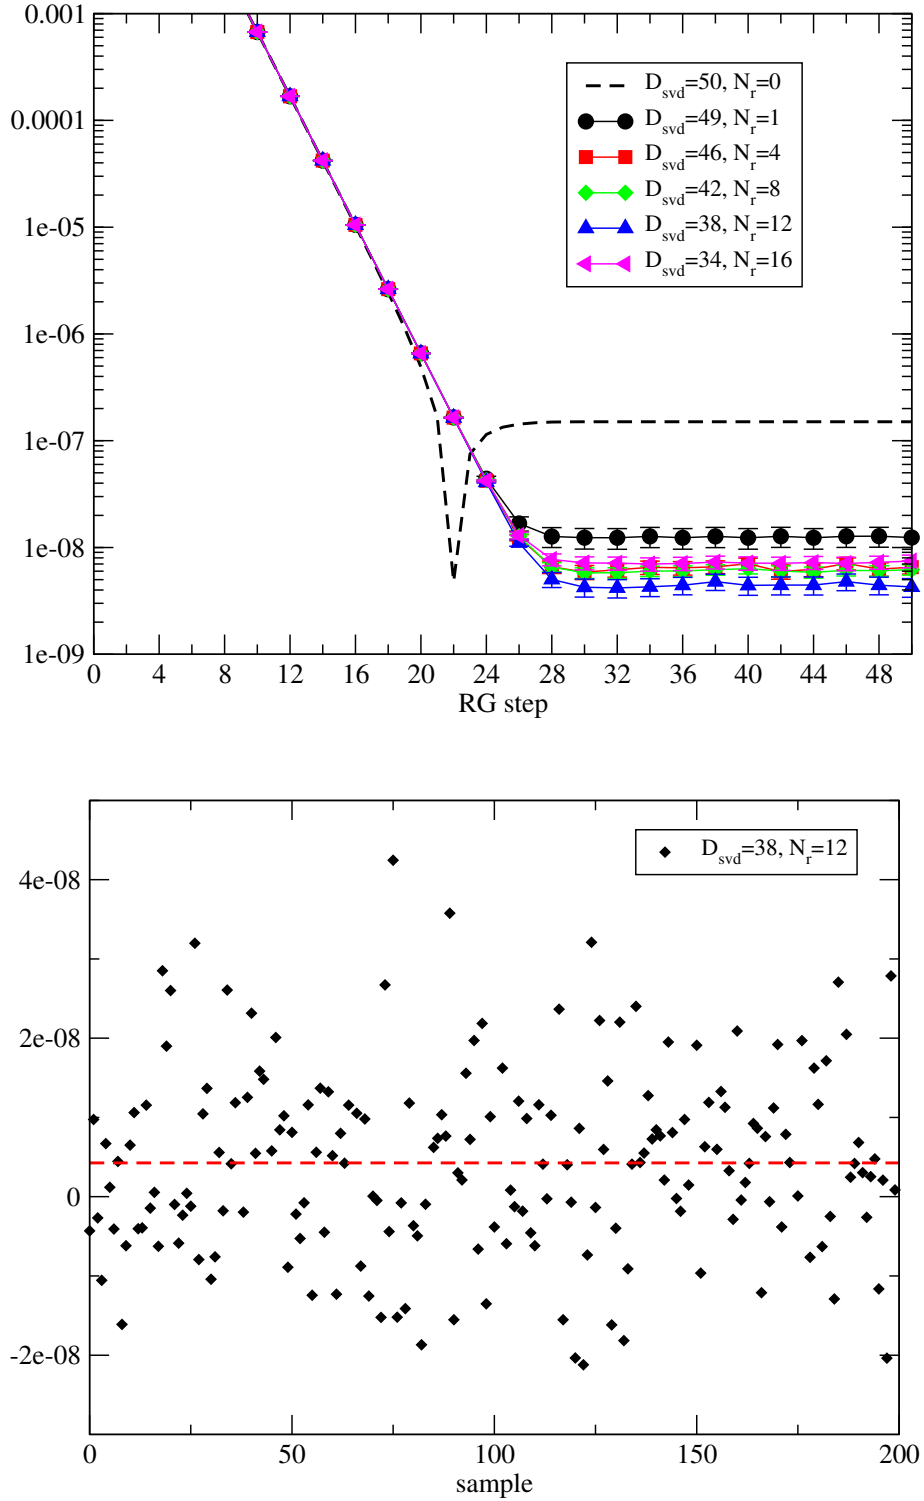 0.001
0.0001
1e-05
1e-06
1e-07
1e-08
1e-09
D_svd=50, N_r=0
D_svd=49, N_r=1
D_svd=46, N_r=4
D_svd=42, N_r=8
D_svd=38, N_r=12
D_svd=34, N_r=16
0 4 8 12 16 20 24 28 32 36 40 44 48
RG step
D_svd=38, N_r=12
4e-08
2e-08
0
-2e-08
0 50 100 150 200
sample